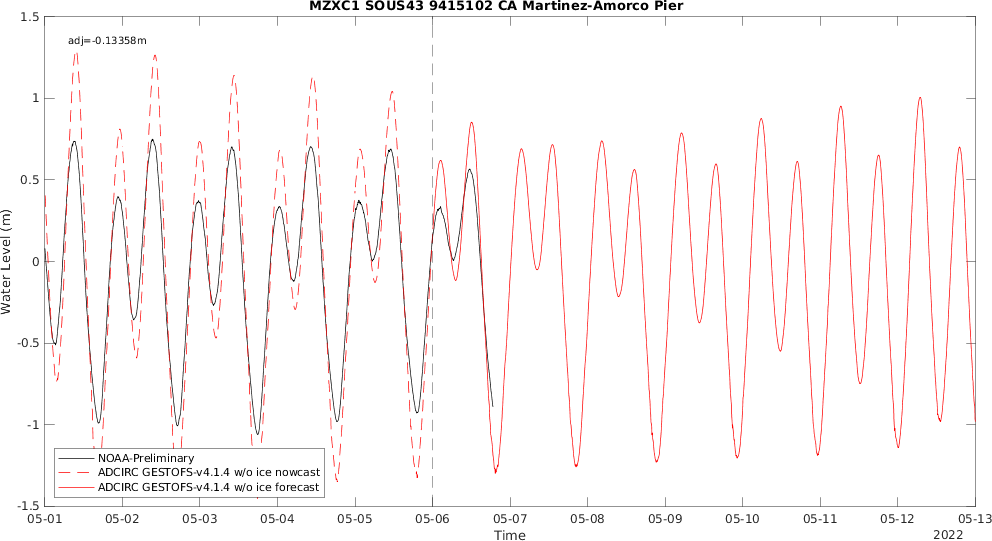 MZXC1 SOUS43 9415102 CA Martinez-Amorco Pier
adj=-0.13358m
1.5
1
0.5
0
-0.5
-1
-1.5
Water Level (m)
NOAA-Preliminary
ADCIRC GESTOFS-v4.1.4 w/o ice nowcast
ADCIRC GESTOFS-v4.1.4 w/o ice forecast
05-01 05-02 05-03 05-04 05-05 05-06 05-07 05-08 05-09 05-10 05-11 05-12 05-13
Time
2022